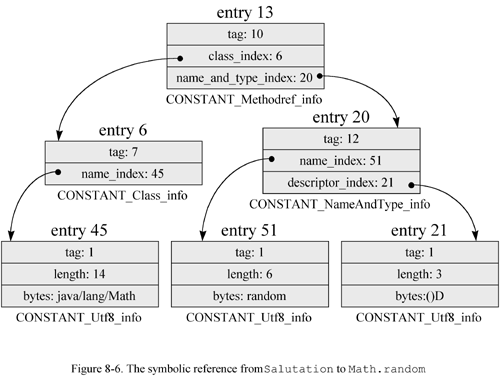 entry 13
tag: 10
class_index: 6
name_and_type_index: 20
CONSTANT_Methodref_info
entry 6
tag: 7
name_index: 45
CONSTANT_Class_info
entry 20
tag: 12
name_index: 51
descriptor_index: 21
CONSTANT_NameAndType_info
entry 45
tag: 1
length: 14
bytes: java/lang/Math
CONSTANT_Utf8_info
entry 51
tag: 1
length: 6
bytes: random
CONSTANT_Utf8_info
entry 21
tag: 1
length: 3
bytes:()D
CONSTANT_Utf8_info
Figure 8-6. The symbolic reference from Salutation to Math.random